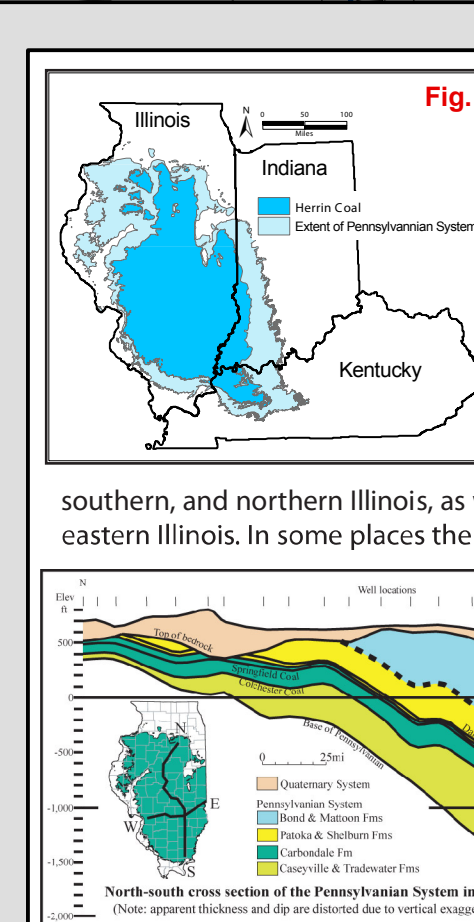 Fig.
Illinois
N
0 50 100
Miles
Indiana
Herrin Coal
Extent of Pennsylvannian System
Kentucky
southern, and northern Illinois, as
eastern Illinois. In some places the
N
Elev
ft
Well locations
500
Top of bedrock
Springfield Coal
Colchester Coal
0
Base of Pennsylvanian
-500
N
0 25mi
Quaternary System
Pennsylvanian System
-1,000
E
Bond & Mattoon Fms
W
Patoka & Shelburn Fms
Carbondale Fm
-1,500
S
Caseyville & Tradewater Fms
North-south cross section of the Pennsylvanian System in
(Note: apparent thickness and dip are distorted due to vertical
-2,000